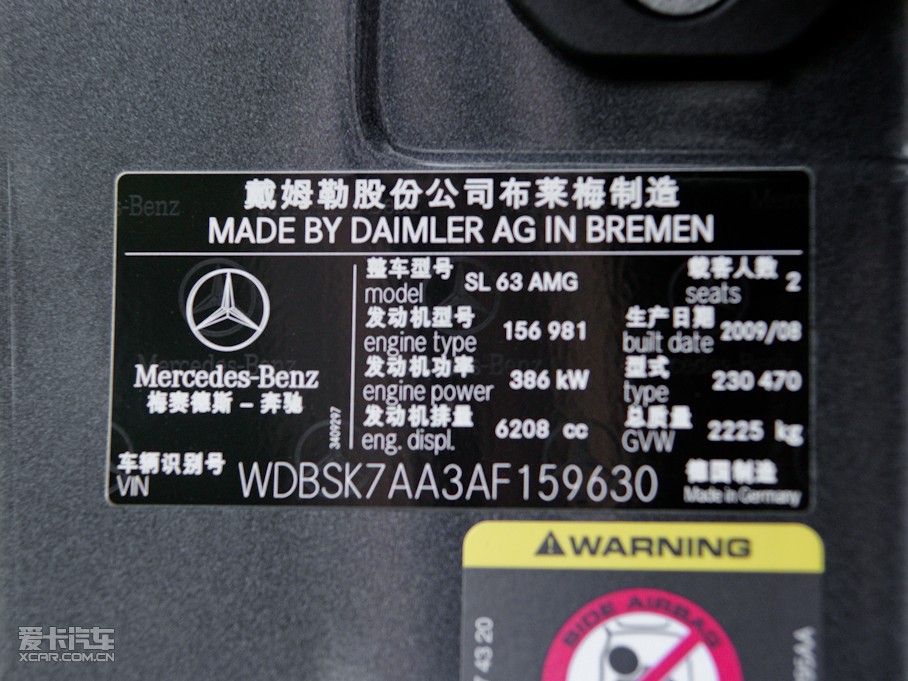 戴姆勒股份公司布莱梅制造
MADE BY DAIMLER AG IN BREMEN
Mercedes-Benz
梅赛德斯-奔驰
3409297
整车型号 SL 63 AMG 载客人数 2
model seats
发动机型号 156 981 生产日期 2009/08
engine type built date
发动机功率 386 kW 型式 230 470
engine power type
发动机排量 6208 cc 总质量 2225 kg
eng. displ. GVW
车辆识别号 WDBSK7AA3AF159630 德国制造
VIN Made in Germany
WARNING
SIDE AIRBAG
7 43 20
爱卡汽车
XCAR.COM.CN